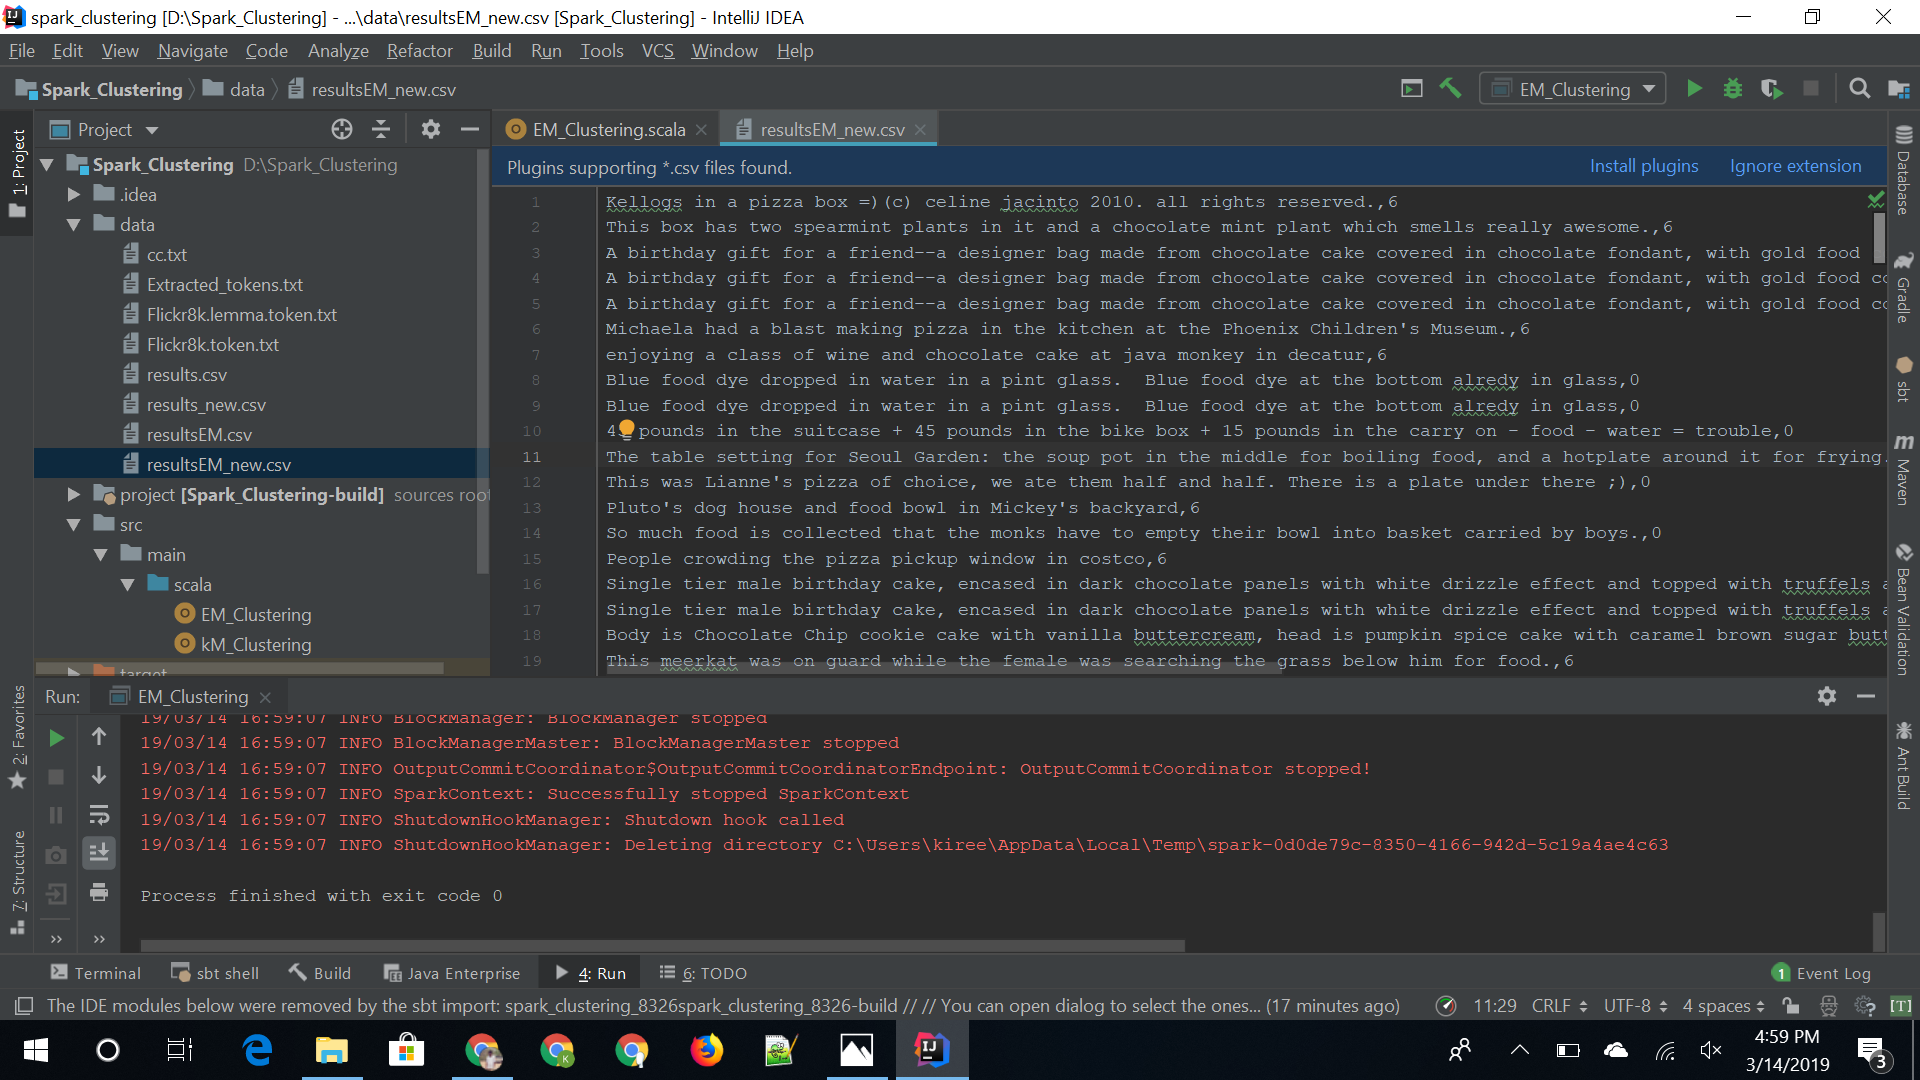 spark_clustering [D:\Spark_Clustering] - ...\data\resultsEM_new.csv [Spark_Clustering] - IntelliJ IDEA
File Edit View Navigate Code Analyze Refactor Build Run Tools VCS Window Help
Spark_Clustering data resultsEM_new.csv EM_Clustering
Project
EM_Clustering.scala resultsEM_new.csv
Plugins supporting *.csv files found. Install plugins Ignore extension
1: Project
2: Favorites
7: Structure
Spark_Clustering D:\Spark_Clustering
.idea
data
cc.txt
Extracted_tokens.txt
Flickr8k.lemma.token.txt
Flickr8k.token.txt
results.csv
results_new.csv
resultsEM.csv
resultsEM_new.csv
project [Spark_Clustering-build] sources root
src
main
scala
EM_Clustering
kM_Clustering
target
1 Kellogs in a pizza box =)(c) celine jacinto 2010. all rights reserved.,6
2 This box has two spearmint plants in it and a chocolate mint plant which smells really awesome.,6
3 A birthday gift for a friend--a designer bag made from chocolate cake covered in chocolate fondant, with gold food
4 A birthday gift for a friend--a designer bag made from chocolate cake covered in chocolate fondant, with gold food co
5 A birthday gift for a friend--a designer bag made from chocolate cake covered in chocolate fondant, with gold food co
6 Michaela had a blast making pizza in the kitchen at the Phoenix Children's Museum.,6
7 enjoying a class of wine and chocolate cake at java monkey in decatur,6
8 Blue food dye dropped in water in a pint glass.  Blue food dye at the bottom alredy in glass,0
9 Blue food dye dropped in water in a pint glass.  Blue food dye at the bottom alredy in glass,0
10 pounds in the suitcase + 45 pounds in the bike box + 15 pounds in the carry on - food - water = trouble,0
11 The table setting for Seoul Garden: the soup pot in the middle for boiling food, and a hotplate around it for frying.
12 This was Lianne's pizza of choice, we ate them half and half. There is a plate under there ;),0
13 Pluto's dog house and food bowl in Mickey's backyard,6
14 So much food is collected that the monks have to empty their bowl into basket carried by boys.,0
15 People crowding the pizza pickup window in costco,6
16 Single tier male birthday cake, encased in dark chocolate panels with white drizzle effect and topped with truffels a
17 Single tier male birthday cake, encased in dark chocolate panels with white drizzle effect and topped with truffels a
18 Body is Chocolate Chip cookie cake with vanilla buttercream, head is pumpkin spice cake with caramel brown sugar butt
19 This meerkat was on guard while the female was searching the grass below him for food.,6
Database
Gradle
sbt
Maven
Bean Validation
Ant Build
Run: EM_Clustering
19/03/14 16:59:07 INFO BlockManager: BlockManager stopped
19/03/14 16:59:07 INFO BlockManagerMaster: BlockManagerMaster stopped
19/03/14 16:59:07 INFO OutputCommitCoordinator$OutputCommitCoordinatorEndpoint: OutputCommitCoordinator stopped!
19/03/14 16:59:07 INFO SparkContext: Successfully stopped SparkContext
19/03/14 16:59:07 INFO ShutdownHookManager: Shutdown hook called
19/03/14 16:59:07 INFO ShutdownHookManager: Deleting directory C:\Users\kiree\AppData\Local\Temp\spark-0d0de79c-8350-4166-942d-5c19a4ae4c63
Process finished with exit code 0
Terminal sbt shell Build Java Enterprise 4: Run 6: TODO 1 Event Log
The IDE modules below were removed by the sbt import: spark_clustering_8326spark_clustering_8326-build // // You can open dialog to select the ones... (17 minutes ago) 11:29 CRLF UTF-8 4 spaces [T]
4:59 PM
3/14/2019
3